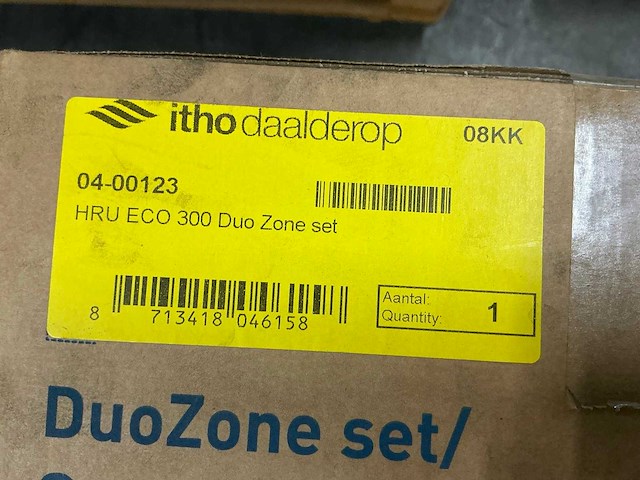 itho daalderop
08KK
04-00123
HRU ECO 300 Duo Zone set
8 713418 046158
Aantal:
Quantity: 1
DuoZone set/